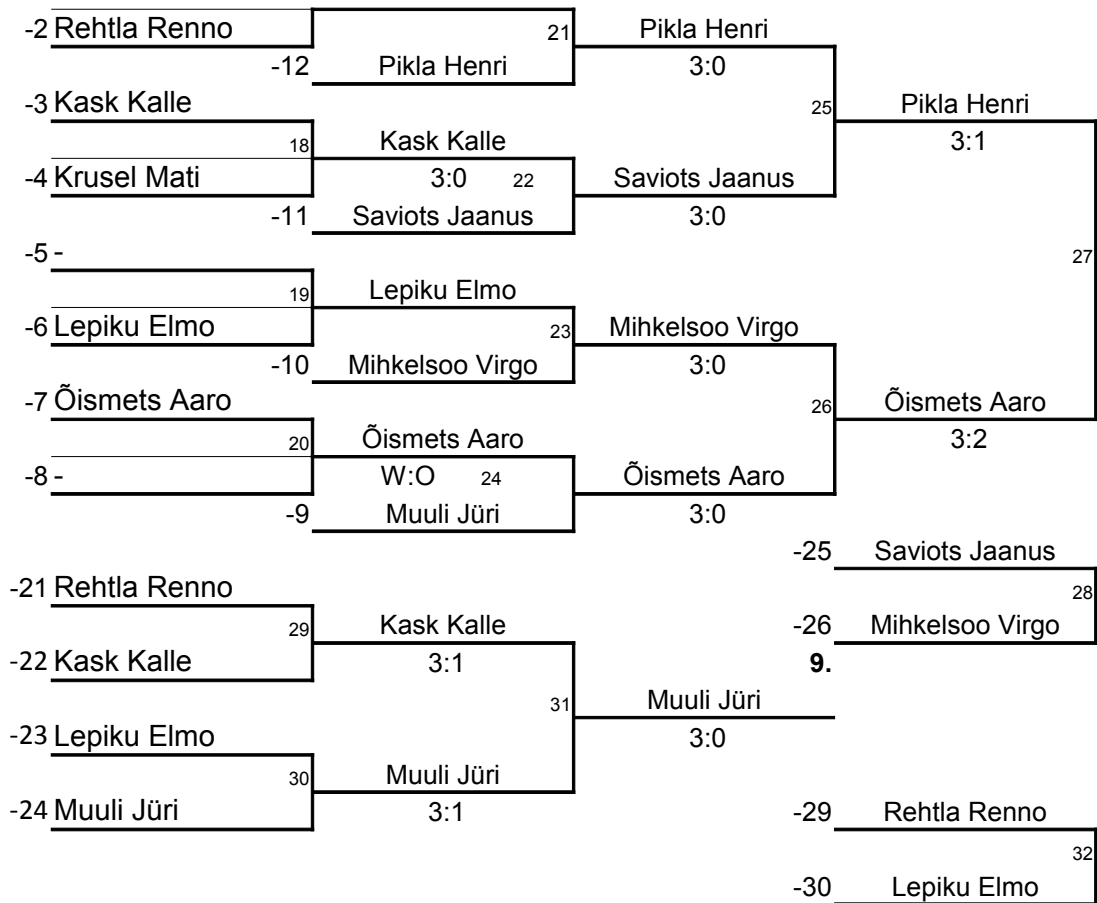 -2 Rehtla Renno 21 Pikla Henri
-12 Pikla Henri 3:0
-3 Kask Kalle 25 Pikla Henri
18 Kask Kalle 3:1
-4 Krusel Mati 3:0 22 Saviots Jaanus
-11 Saviots Jaanus 3:0
-5 - 27
19 Lepiku Elmo
-6 Lepiku Elmo 23 Mihkelsoo Virgo
-10 Mihkelsoo Virgo 3:0
-7 Õismets Aaro 26 Õismets Aaro
20 Õismets Aaro 3:2
-8 - W:O 24 Õismets Aaro
-9 Muuli Jüri 3:0
-25 Saviots Jaanus
-21 Rehtla Renno 28
29 Kask Kalle -26 Mihkelsoo Virgo
-22 Kask Kalle 3:1 9.
31 Muuli Jüri
-23 Lepiku Elmo 3:0
30 Muuli Jüri
-24 Muuli Jüri 3:1 -29 Rehtla Renno
32
-30 Lepiku Elmo